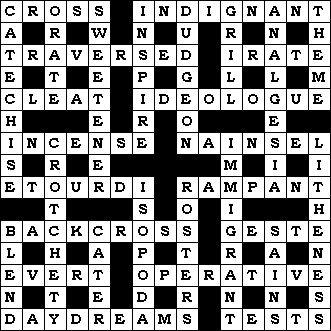 CROSS INDIGNANT
A R W N U R N H
TRAVERSED IRATE
E T E P G L L M
CLEAT IDEOLOGUE
H E R O E
INCENSE NAINSEL
S R E M I I
ETOURDI RAMPANT
T S O I H
BACKCROSS GESTE
L H A P T R A N
EVERT OPERATIVE
N T E D R N N S
DAYDREAMS TESTS